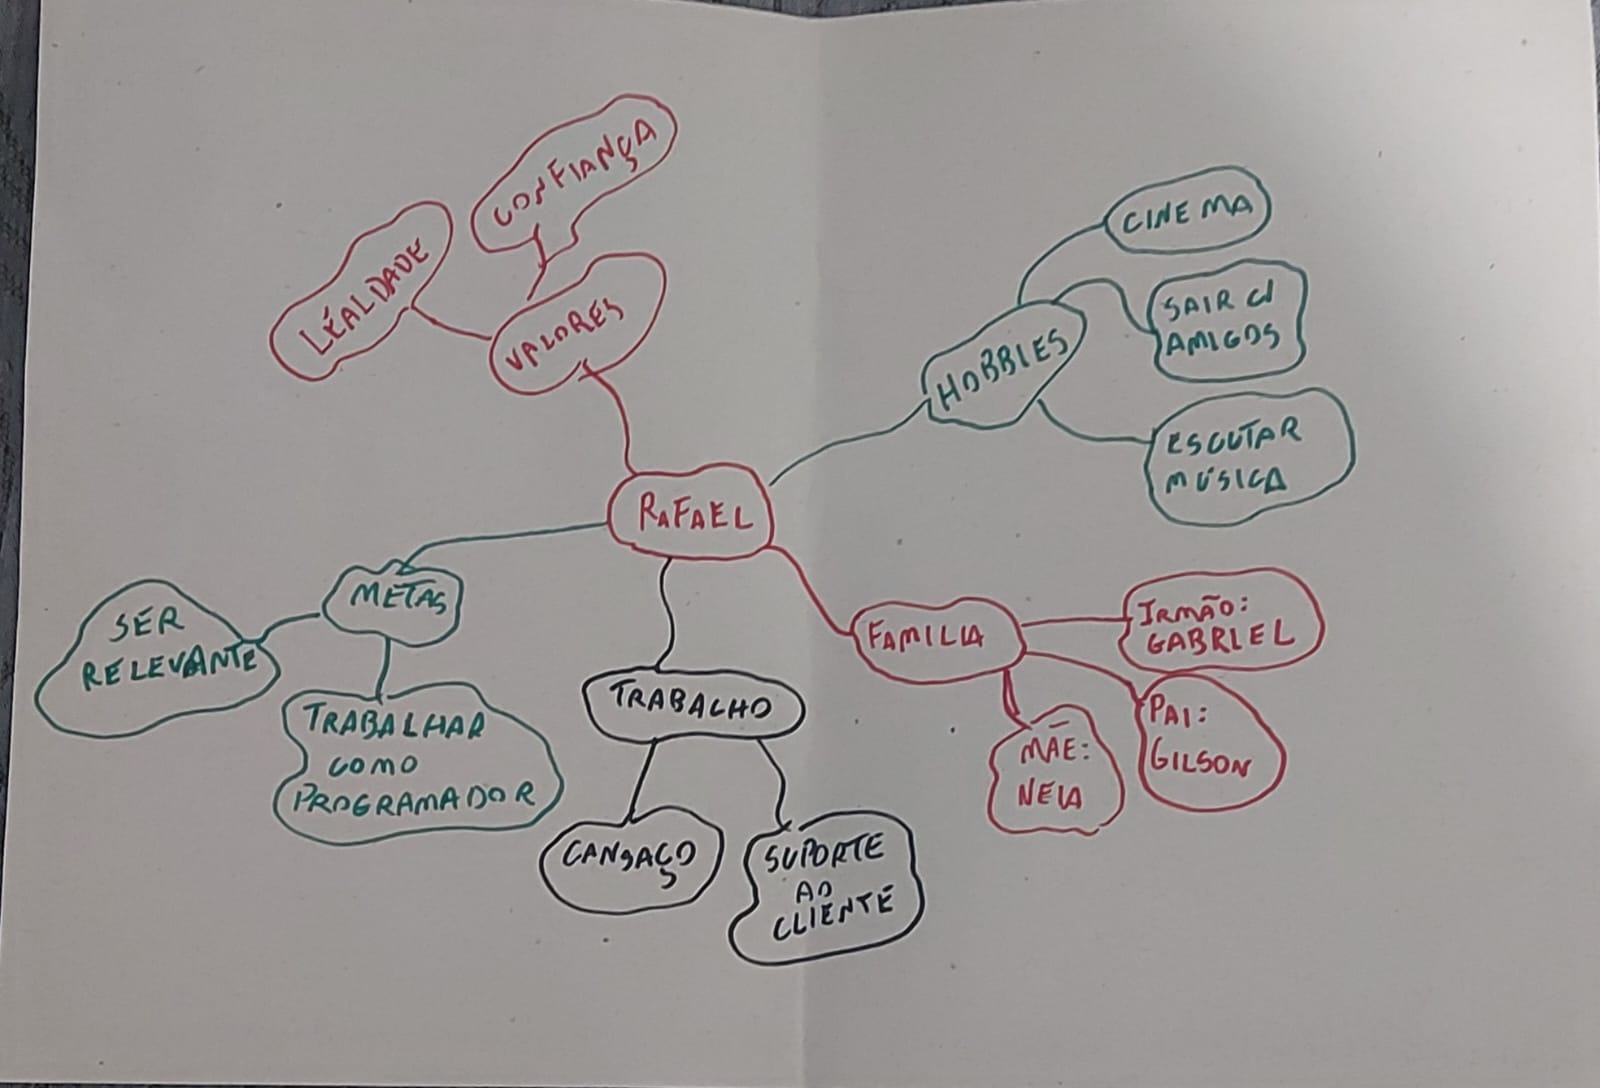 CONFIANÇA
LEALDADE
VALORES
CINEMA
SAIR C/
AMIGOS
HOBBIES
ESCUTAR
MÚSICA
RAFAEL
METAS
SER
RELEVANTE
TRABALHAR
COMO
PROGRAMADOR
TRABALHO
CANSAÇO
SUPORTE
AO
CLIENTE
FAMILIA
IRMÃO:
GABRIEL
PAI:
GILSON
MÃE: